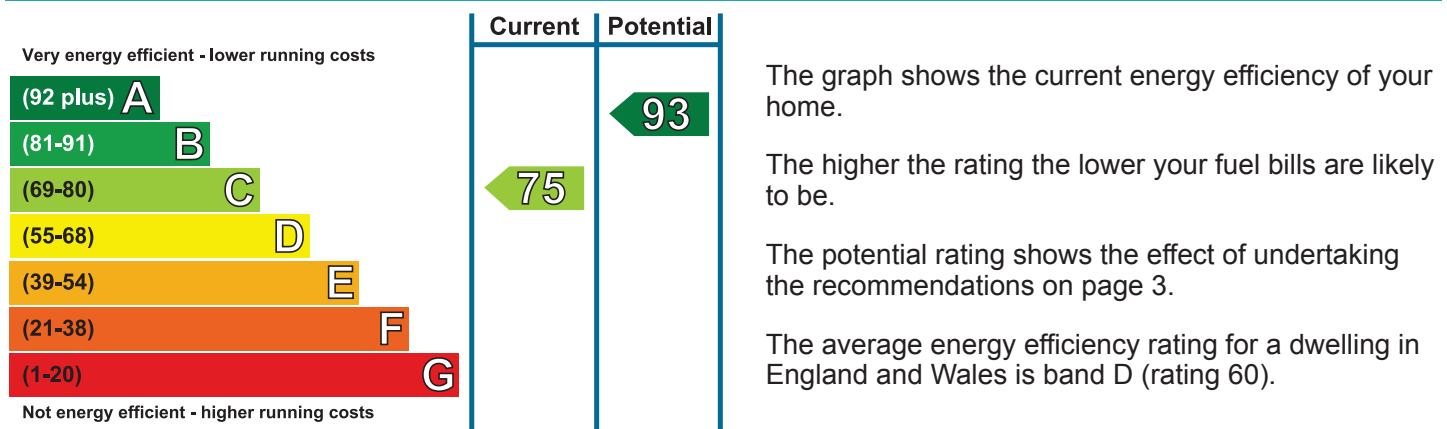 Current Potential
Very energy efficient - lower running costs
(92 plus) A
93
(81-91) B
(69-80) C
75
(55-68) D
(39-54) E
(21-38) F
(1-20) G
Not energy efficient - higher running costs
The graph shows the current energy efficiency of your
home.
The higher the rating the lower your fuel bills are likely
to be.
The potential rating shows the effect of undertaking
the recommendations on page 3.
The average energy efficiency rating for a dwelling in
England and Wales is band D (rating 60).